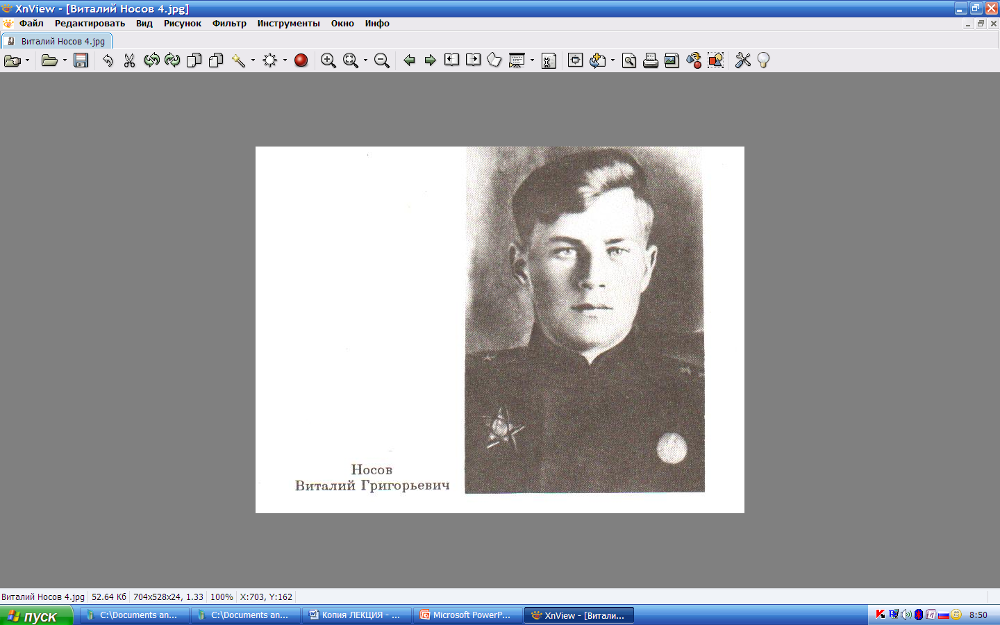 XnView - [Виталий Носов 4.jpg]
Файл Редактировать Вид Рисунок Фильтр Инструменты Окно Инфо
Виталий Носов 4.jpg
Носов
Виталий Григорьевич
Виталий Носов 4.jpg 52.64 Кб 704x528x24, 1.33 100% X:703, Y:162
пуск C:\Documents an... C:\Documents an... Копия ЛЕКЦИЯ - ... Microsoft PowerP... XnView - [Витали... 8:50